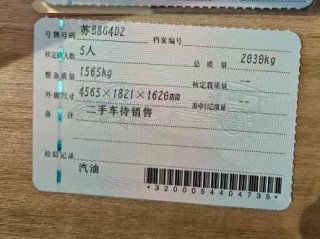 号牌号码 苏B8G4D2 档案编号
核定载人数 5人 总质量 2030kg
整备质量 1565kg 核定载质量 --
外廓尺寸 4565×1821×1620mm 准牵引总质量 --
备注 二手车待销售
检验记录
汽油
*3200054404735*